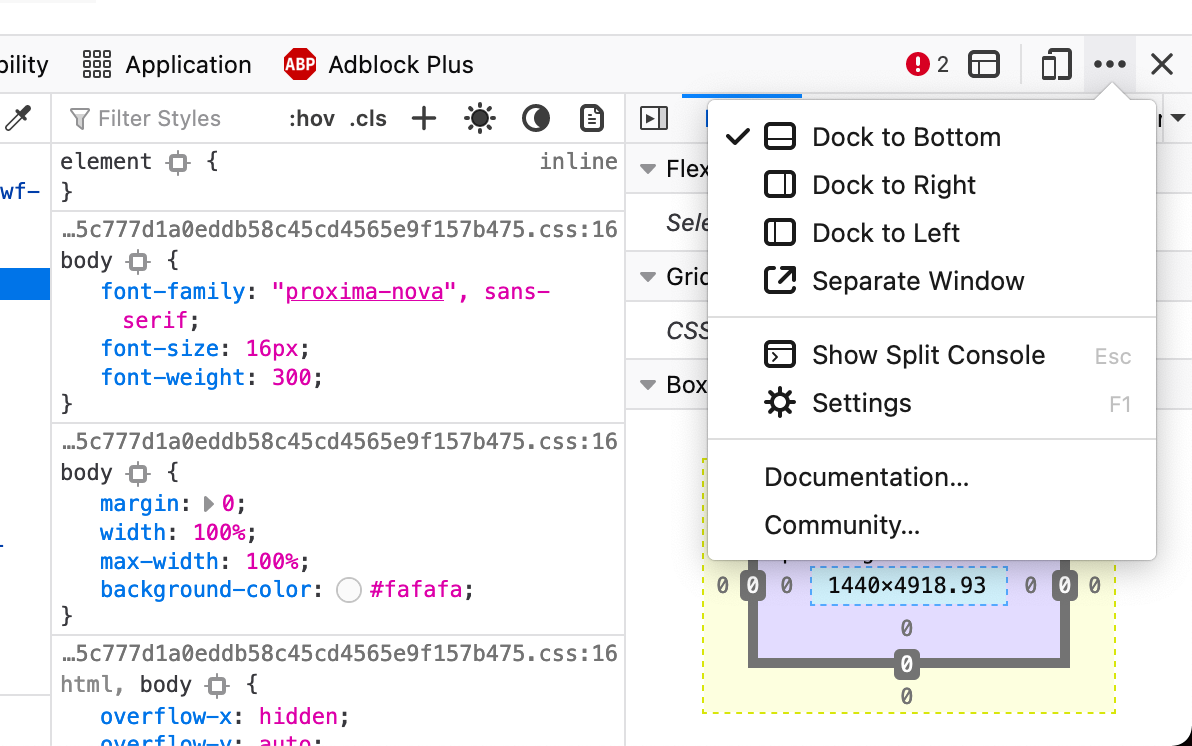 bility Application ABP Adblock Plus 2
Filter Styles :hov .cls
element { inline
wf-
}
…5c777d1a0eddb58c45cd4565e9f157b475.css:16
body {
font-family: "proxima-nova", sans-
serif;
font-size: 16px;
font-weight: 300;
}
…5c777d1a0eddb58c45cd4565e9f157b475.css:16
body {
margin: 0;
width: 100%;
max-width: 100%;
background-color: #fafafa;
}
…5c777d1a0eddb58c45cd4565e9f157b475.css:16
html, body {
overflow-x: hidden;
overflow-y: auto;
Flex
Sele
Grid
CSS
Box
Dock to Bottom
Dock to Right
Dock to Left
Separate Window
Show Split Console Esc
Settings F1
Documentation…
Community…
0 0 0 1440×4918.93 0 0 0
0
0
0